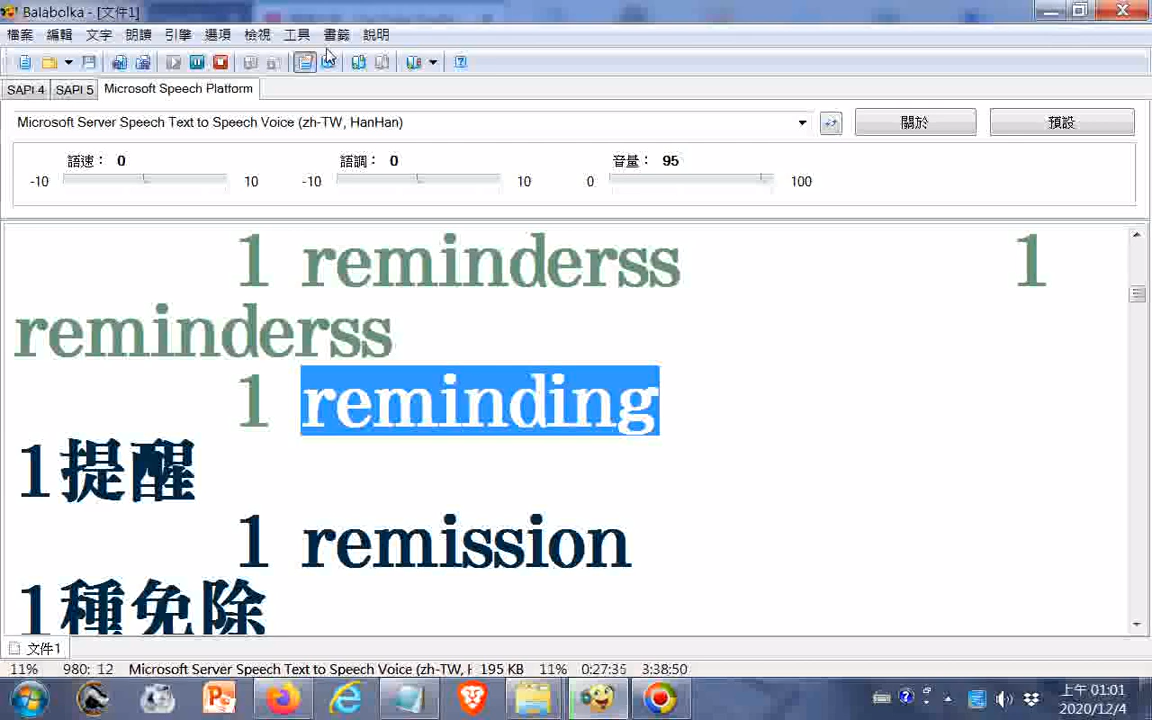 Balabolka - [文件1]
檔案 編輯 文字 朗讀 引擎 選項 檢視 工具 書籤 說明
SAPI 4 SAPI 5 Microsoft Speech Platform
Microsoft Server Speech Text to Speech Voice (zh-TW, HanHan) 關於 預設
語速： 0 語調： 0 音量： 95
-10 10 -10 10 0 100
1 reminderss 1
reminderss
1 reminding
1提醒
1 remission
1種免除
文件1
11% 980: 12 Microsoft Server Speech Text to Speech Voice (zh-TW, H 195 KB 11% 0:27:35 3:38:50
上午 01:01
2020/12/4